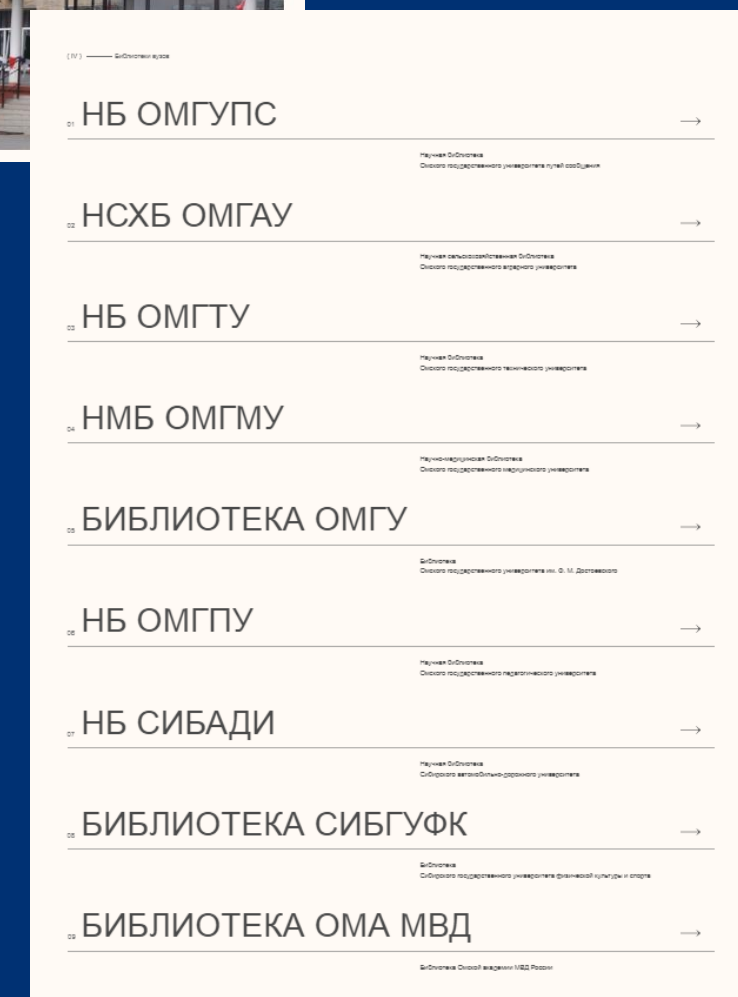 ( IV ) Библиотеки вузов
01 НБ ОМГУПС
Научная библиотека
Омского государственного университета путей сообщения
02 НСХБ ОМГАУ
Научная сельскохозяйственная библиотека
Омского государственного аграрного университета
03 НБ ОМГТУ
Научная библиотека
Омского государственного технического университета
04 НМБ ОМГМУ
Научно-медицинская библиотека
Омского государственного медицинского университета
05 БИБЛИОТЕКА ОМГУ
Библиотека
Омского государственного университета им. Ф. М. Достоевского
06 НБ ОМГПУ
Научная библиотека
Омского государственного педагогического университета
07 НБ СИБАДИ
Научная библиотека
Сибирского автомобильно-дорожного университета
08 БИБЛИОТЕКА СИБГУФК
Библиотека
Сибирского государственного университета физической культуры и спорта
09 БИБЛИОТЕКА ОМА МВД
Библиотека Омской академии МВД России